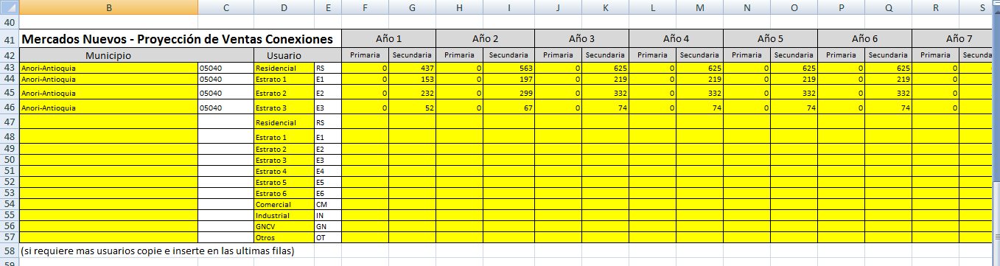 B C D E F G H I J K L M N O P Q R S
40
41 Mercados Nuevos - Proyección de Ventas Conexiones Año 1 Año 2 Año 3 Año 4 Año 5 Año 6 Año 7
42 Municipio Usuario Primaria Secundaria Primaria Secundaria Primaria Secundaria Primaria Secundaria Primaria Secundaria Primaria Secundaria Primaria Secunda
43 Anori-Antioquia 05040 Residencial RS 0 437 0 563 0 625 0 625 0 625 0 625 0
44 Anori-Antioquia 05040 Estrato 1 E1 0 153 0 197 0 219 0 219 0 219 0 219 0
45 Anori-Antioquia 05040 Estrato 2 E2 0 232 0 299 0 332 0 332 0 332 0 332 0
46 Anori-Antioquia 05040 Estrato 3 E3 0 52 0 67 0 74 0 74 0 74 0 74 0
47 Residencial RS
48 Estrato 1 E1
49 Estrato 2 E2
50 Estrato 3 E3
51 Estrato 4 E4
52 Estrato 5 E5
53 Estrato 6 E6
54 Comercial CM
55 Industrial IN
56 GNCV GN
57 Otros OT
58 (si requiere mas usuarios copie e inserte en las ultimas filas)
59